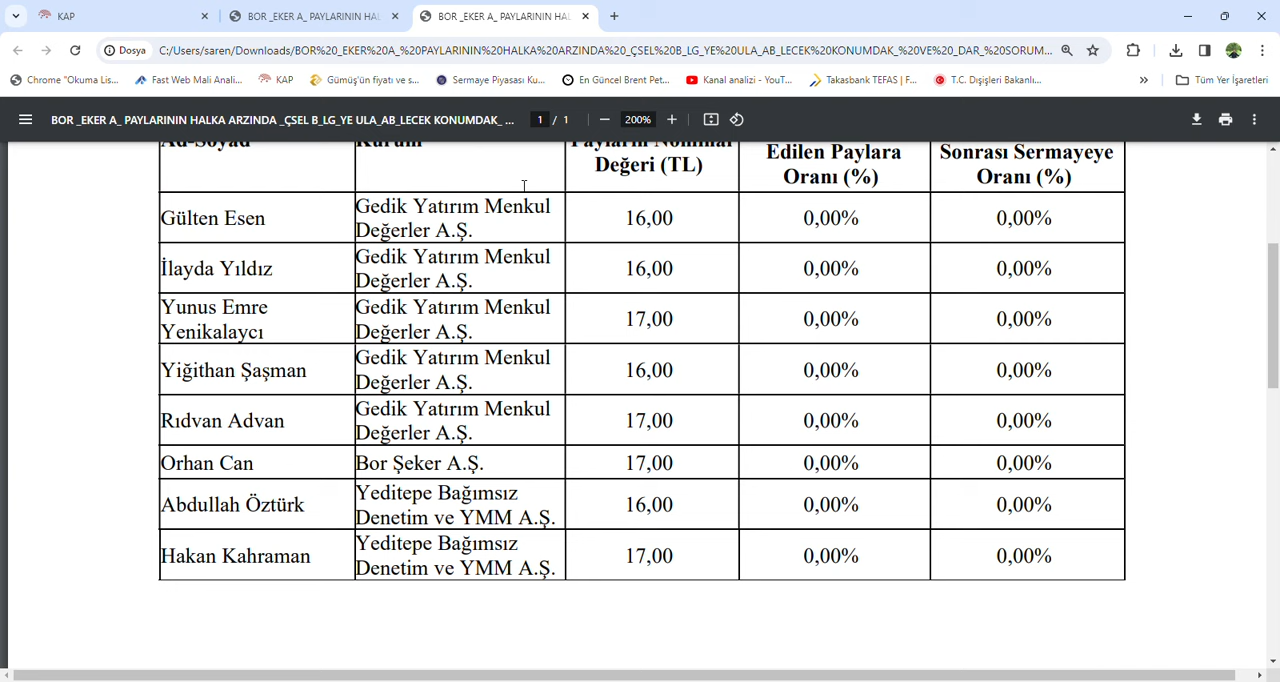 KAP
BOR _EKER A_ PAYLARININ HAL
BOR _EKER A_ PAYLARININ HAL
Dosya
C:/Users/saren/Downloads/BOR%20_EKER%20A_%20PAYLARININ%20HALKA%20ARZINDA%20_ÇSEL%20B_LG_YE%20ULA_AB_LECEK%20KONUMDAK_%20VE%20_DAR_%20SORUM...
Chrome "Okuma Lis...
Fast Web Mali Anali...
KAP
Gümüş'ün fiyatı ve s...
Sermaye Piyasası Ku...
En Güncel Brent Pet...
Kanal analizi - YouT...
Takasbank TEFAS | F...
T.C. Dışişleri Bakanlı...
»
Tüm Yer İşaretleri
BOR _EKER A_ PAYLARININ HALKA ARZINDA _ÇSEL B_LG_YE ULA_AB_LECEK KONUMDAK_ ...
1 / 1
200%
Ad-Soyad
Kurum
Payların Nominal
Değeri (TL)
Edilen Paylara
Oranı (%)
Sonrası Sermayeye
Oranı (%)
Gülten Esen
Gedik Yatırım Menkul
Değerler A.Ş.
16,00
0,00%
0,00%
İlayda Yıldız
Gedik Yatırım Menkul
Değerler A.Ş.
16,00
0,00%
0,00%
Yunus Emre
Yenikalaycı
Gedik Yatırım Menkul
Değerler A.Ş.
17,00
0,00%
0,00%
Yiğithan Şaşman
Gedik Yatırım Menkul
Değerler A.Ş.
16,00
0,00%
0,00%
Rıdvan Advan
Gedik Yatırım Menkul
Değerler A.Ş.
17,00
0,00%
0,00%
Orhan Can
Bor Şeker A.Ş.
17,00
0,00%
0,00%
Abdullah Öztürk
Yeditepe Bağımsız
Denetim ve YMM A.Ş.
16,00
0,00%
0,00%
Hakan Kahraman
Yeditepe Bağımsız
Denetim ve YMM A.Ş.
17,00
0,00%
0,00%